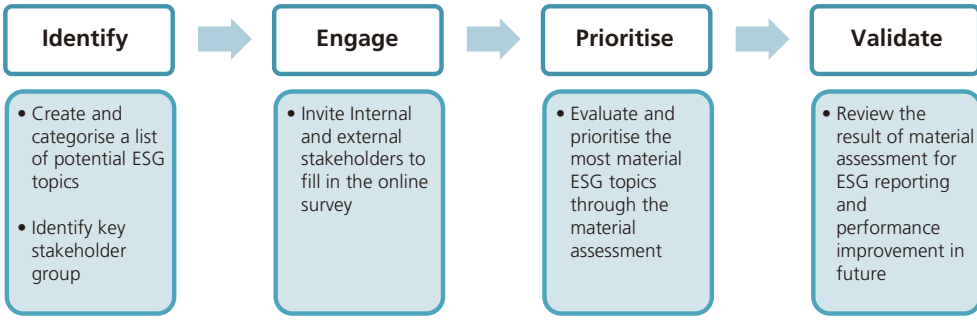 Identify
Engage
Prioritise
Validate
• Create and
categorise a list
of potential ESG
topics
• Identify key
stakeholder
group
• Invite Internal
and external
stakeholders to
fill in the online
survey
• Evaluate and
prioritise the
most material
ESG topics
through the
material
assessment
• Review the
result of material
assessment for
ESG reporting
and
performance
improvement in
future